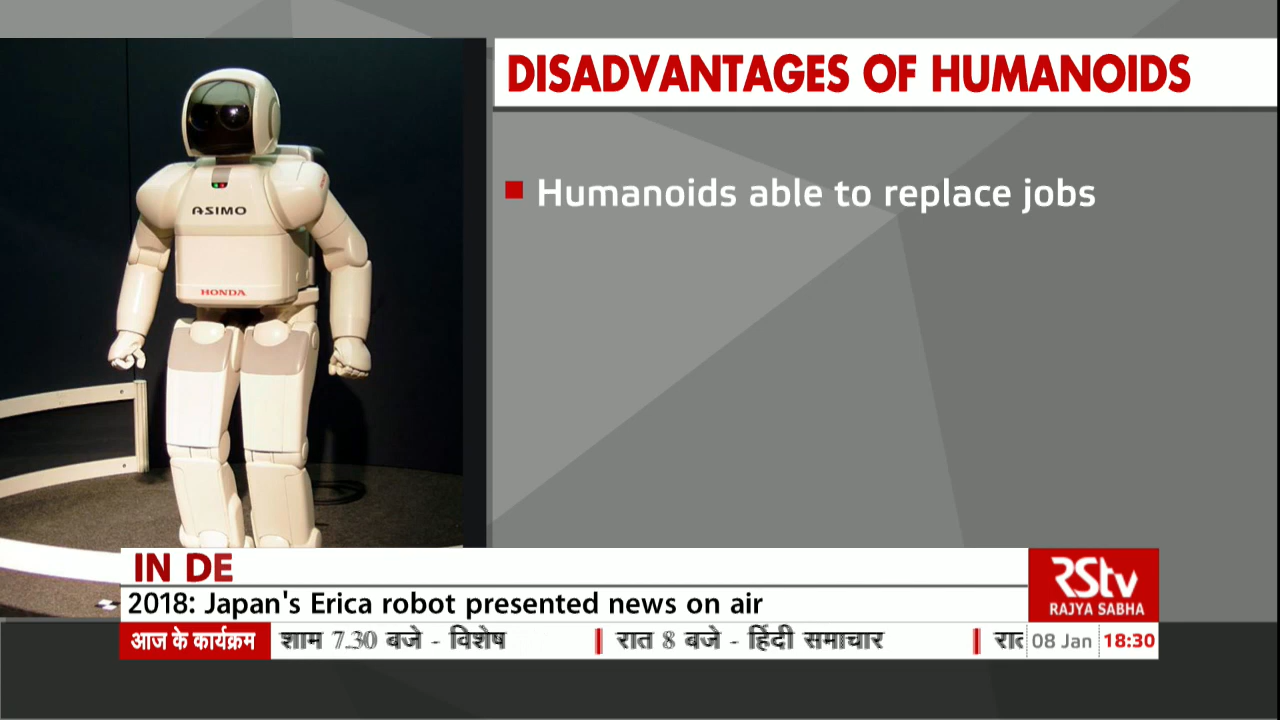 DISADVANTAGES OF HUMANOIDS
Humanoids able to replace jobs
ASIMO
HONDA
IN DE
2018: Japan's Erica robot presented news on air
RStv
RAJYA SABHA
आज के कार्यक्रम
शाम 7.30 बजे - विशेष
रात 8 बजे - हिंदी समाचार
08 Jan
18:30